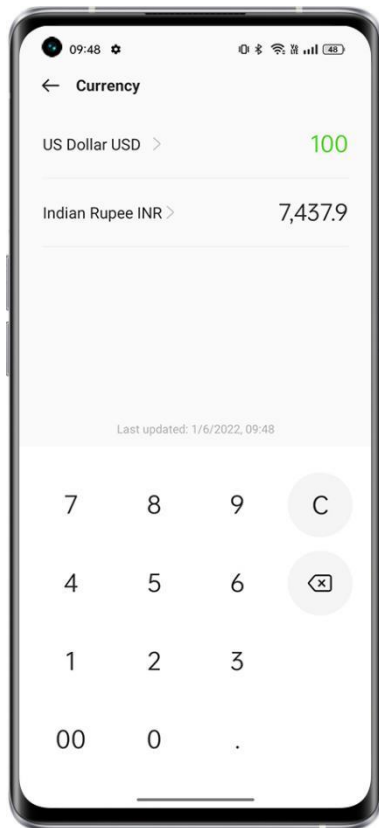 09:48 48
Currency
US Dollar USD > 100
Indian Rupee INR > 7,437.9
Last updated: 1/6/2022, 09:48
7 8 9 C
4 5 6
1 2 3
00 0 .